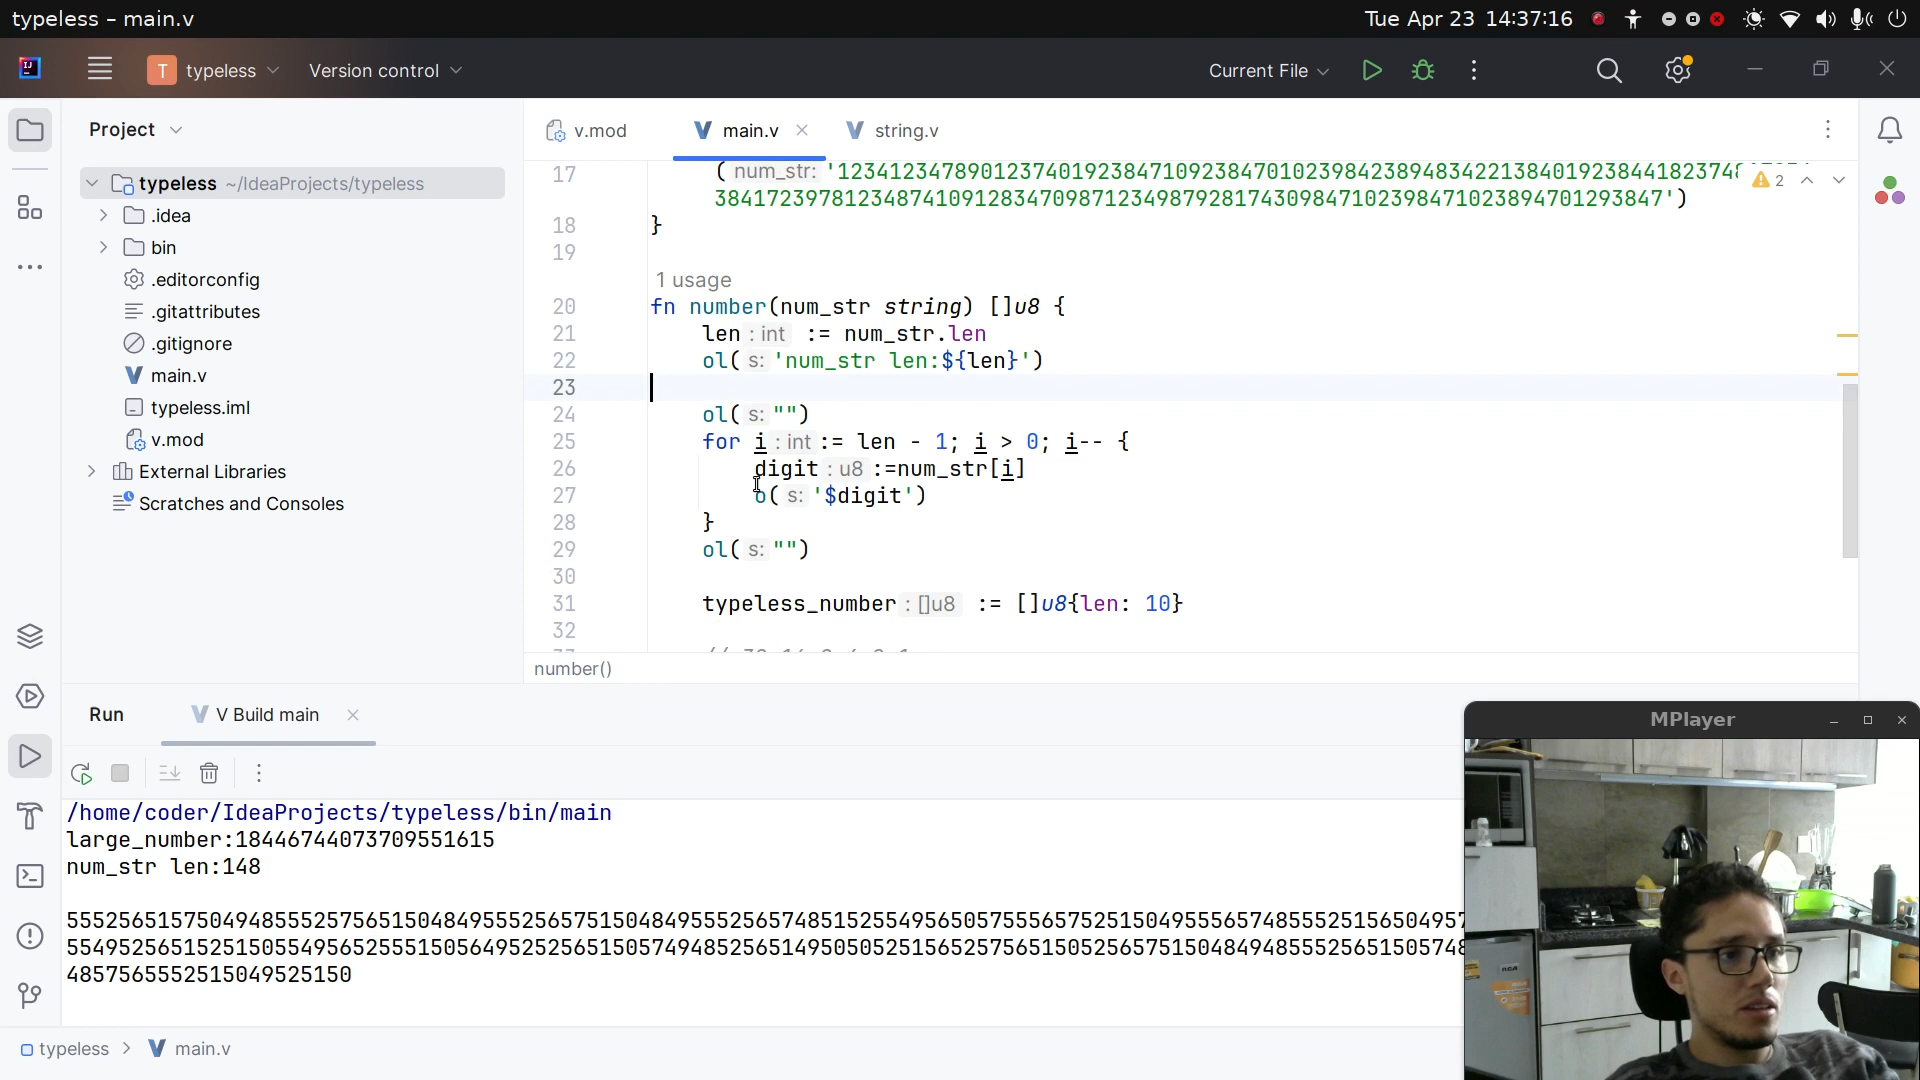 typeless – main.v
Tue Apr 23 14:37:16
IJ
T typeless
Version control
Current File
Project
v.mod
main.v
string.v
typeless ~/IdeaProjects/typeless
.idea
bin
.editorconfig
.gitattributes
.gitignore
main.v
typeless.iml
v.mod
External Libraries
Scratches and Consoles
2
17
38417239781234874109128347098712349879281743098471023984710238947012938​47')
18 }
19
1 usage
20 fn number(num_str string) []u8 {
21 len : int := num_str.len
22 ol( s: 'num_str len:${len}')
23
24 ol( s: "")
25 for i : int := len - 1; i > 0; i-- {
26 digit : u8 :=num_str[i]
27 o( s: '$digit')
28 }
29 ol( s: "")
30
31 typeless_number : []u8 := []u8{len: 10}
32
number()
Run
V Build main
/home/coder/IdeaProjects/typeless/bin/main
large_number:18446744073709551615
num_str len:148
4857565552515049525150
typeless > main.v
MPlayer